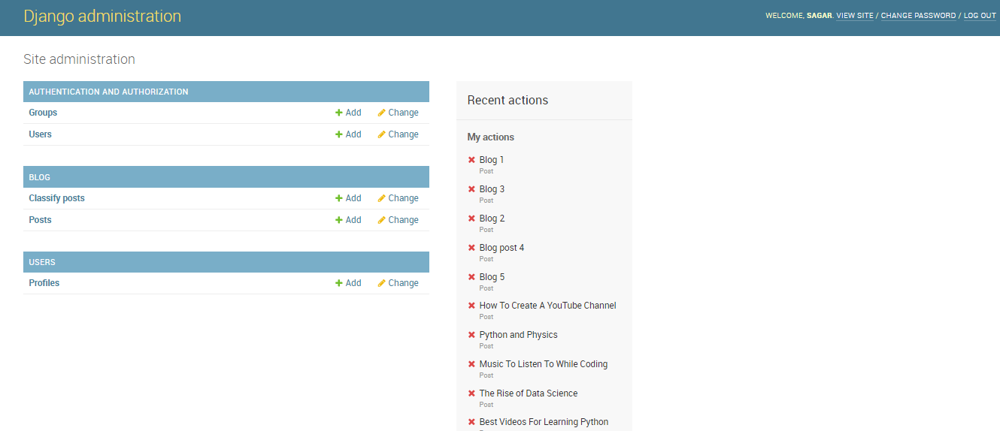 Django administration
WELCOME, SAGAR. VIEW SITE / CHANGE PASSWORD / LOG OUT
Site administration
AUTHENTICATION AND AUTHORIZATION
Groups Add Change
Users Add Change
BLOG
Classify posts Add Change
Posts Add Change
USERS
Profiles Add Change
Recent actions
My actions
Blog 1
Post
Blog 3
Post
Blog 2
Post
Blog post 4
Post
Blog 5
Post
How To Create A YouTube Channel
Post
Python and Physics
Post
Music To Listen To While Coding
Post
The Rise of Data Science
Post
Best Videos For Learning Python